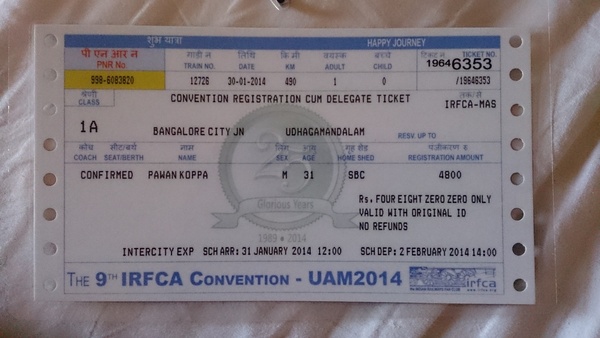 शुभ यात्रा HAPPY JOURNEY
पी एन आर न गाडी न तिथि कि.मी वयस्क बच्चे टिकट न TICKET NO.
PNR No TRAIN NO. DATE KM ADULT CHILD 19646353
998-6083820 12726 30-01-2014 490 1 0 /19646353
श्रेणी CONVENTION REGISTRATION CUM DELEGATE TICKET
CLASS IRFCA-MAS
1A BANGALORE CITY JN UDHAGAMANDALAM RESV. UP TO
कोच सीट/बर्थ नाम लिंग आयु गृह शेड पंजीकरण रु
COACH SEAT/BERTH NAME SEX AGE HOME SHED REGISTRATION AMOUNT
CONFIRMED PAWAN KOPPA M 31 SBC 4800
25
Glorious Years
1989 2014
Rs. FOUR EIGHT ZERO ZERO ONLY
VALID WITH ORIGINAL ID
NO REFUNDS
INTERCITY EXP SCH ARR: 31 JANUARY 2014 12:00 SCH DEP: 2 FEBRUARY 2014 14:00
THE 9TH IRFCA CONVENTION - UAM2014 irfca